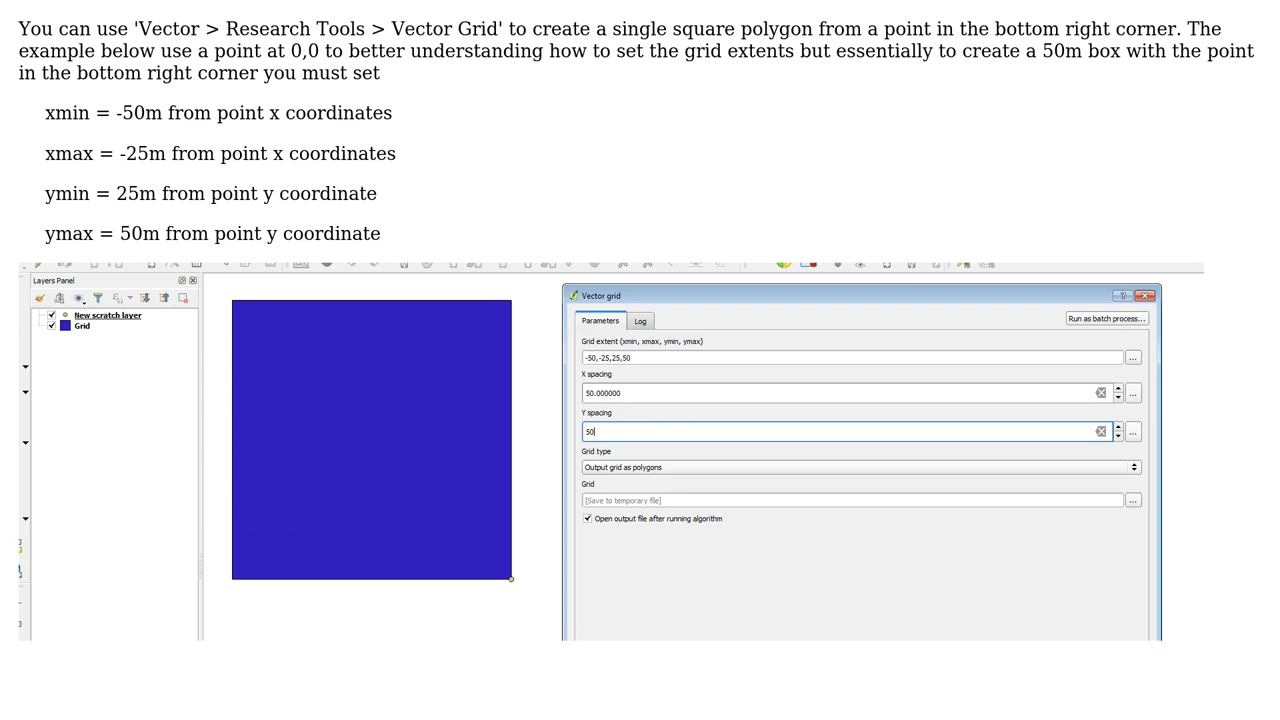 You can use 'Vector > Research Tools > Vector Grid' to create a single square polygon from a point in the bottom right corner. The
example below use a point at 0,0 to better understanding how to set the grid extents but essentially to create a 50m box with the point
in the bottom right corner you must set
xmin = -50m from point x coordinates
xmax = -25m from point x coordinates
ymin = 25m from point y coordinate
ymax = 50m from point y coordinate
Layers Panel
New scratch layer
Grid
Vector grid
Parameters
Log
Run as batch process...
Grid extent (xmin, xmax, ymin, ymax)
-50,-25,25,50
...
X spacing
50.000000
...
Y spacing
50
...
Grid type
Output grid as polygons
Grid
[Save to temporary file]
...
Open output file after running algorithm